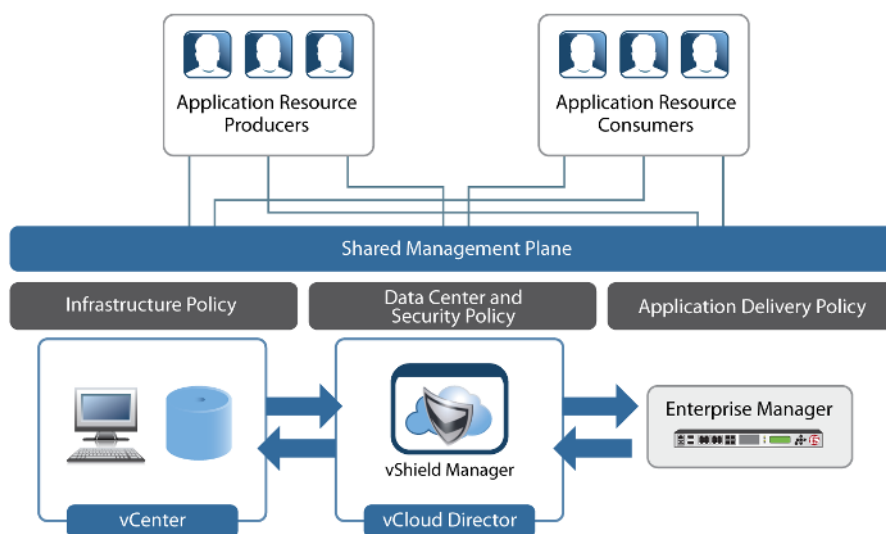 Application Resource
Producers
Application Resource
Consumers
Shared Management Plane
Infrastructure Policy
Data Center and
Security Policy
Application Delivery Policy
vShield Manager
Enterprise Manager
vCenter
vCloud Director